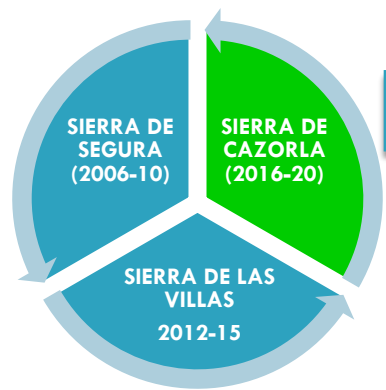 SIERRA DE
SEGURA
(2006-10)
SIERRA DE
CAZORLA
(2016-20)
SIERRA DE LAS
VILLAS
2012-15